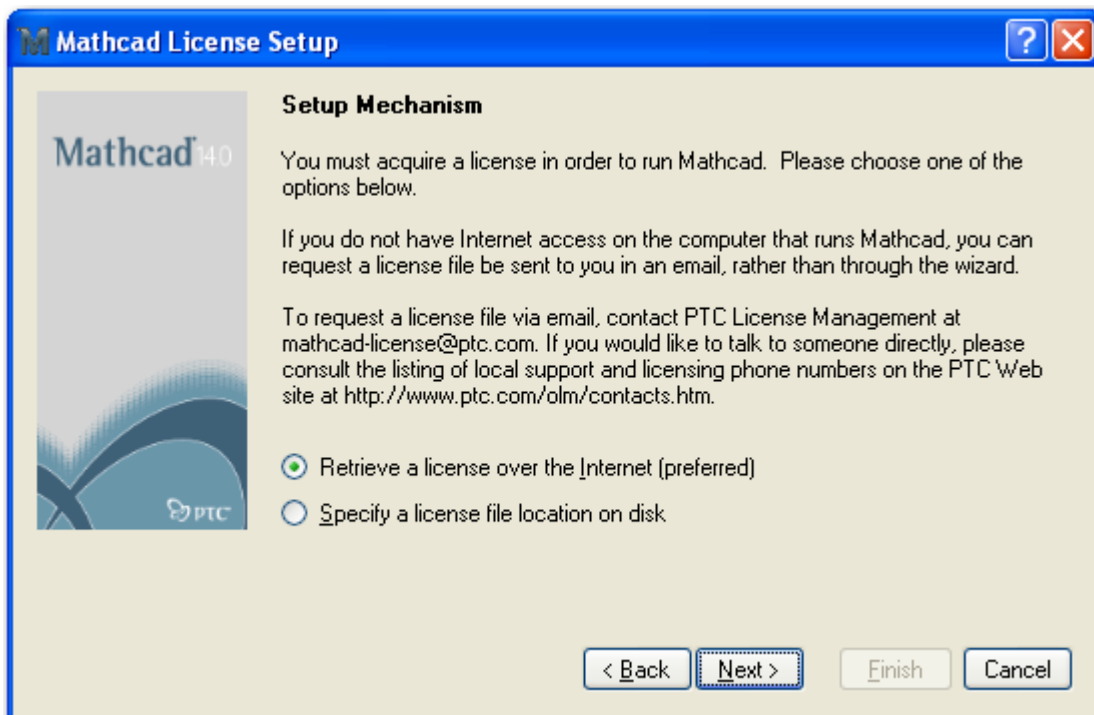 Mathcad License Setup
Mathcad 14.0
Setup Mechanism
You must acquire a license in order to run Mathcad.  Please choose one of the
options below.
If you do not have Internet access on the computer that runs Mathcad, you can
request a license file be sent to you in an email, rather than through the wizard.
To request a license file via email, contact PTC License Management at
mathcad-license@ptc.com. If you would like to talk to someone directly, please
consult the listing of local support and licensing phone numbers on the PTC Web
site at http://www.ptc.com/olm/contacts.htm.
Retrieve a license over the Internet (preferred)
Specify a license file location on disk
PTC
< Back Next > Finish Cancel